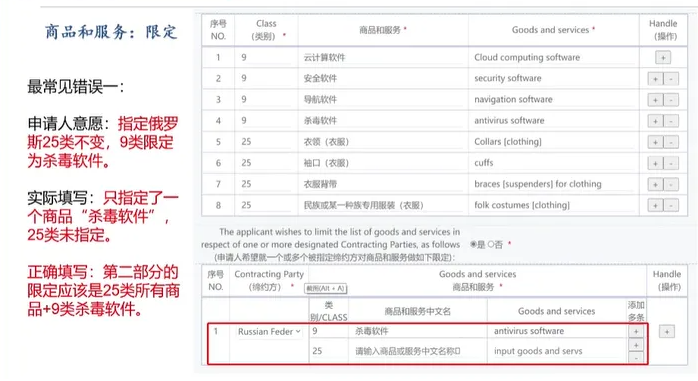 商品和服务：限定
最常见错误一：
申请人意愿：指定俄罗
斯25类不变，9类限定
为杀毒软件。
实际填写：只指定了一
个商品“杀毒软件”，
25类未指定。
正确填写：第二部分的
限定应该是25类所有商
品+9类杀毒软件。
序号 NO. Class (类别) * 商品和服务 * Goods and services * Handle (操作)
1 9 云计算软件 Cloud computing software +
2 9 安全软件 security software + -
3 9 导航软件 navigation software + -
4 9 杀毒软件 antivirus software + -
5 25 衣领（衣服） Collars [clothing] + -
6 25 袖口（衣服） cuffs + -
7 25 衣服背带 braces [suspenders] for clothing + -
8 25 民族或某一种族专用服装（衣服） folk costumes [clothing] + -
The applicant wishes to limit the list of goods and services in
respect of one or more designated Contracting Parties, as follows ◉是 ○否 *
(申请人希望就一个或多个被指定缔约方对商品和服务做如下限定):
序号 NO. Contracting Party (缔约方) * Goods and services 商品和服务 * Handle (操作)
截图(Alt + A)
类别/CLASS 商品和服务中文名 Goods and services 添加多条
1 Russian Feder 9 杀毒软件 antivirus software + +
25 请输入商品或服务中文名称 input goods and servs + -